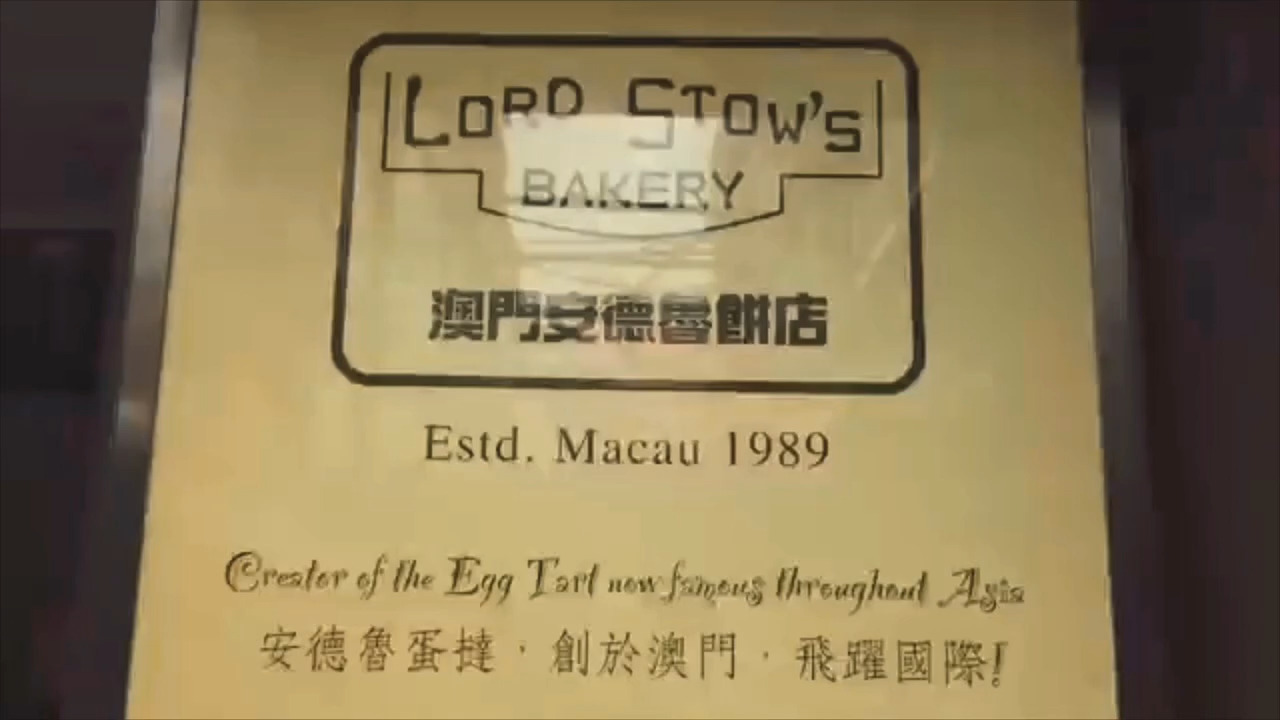 LORD STOW'S
BAKERY
澳門安德魯餅店
Estd. Macau 1989
Creator of the Egg Tart now famous throughout Asia
安德魯蛋撻·創於澳門·飛躍國際!